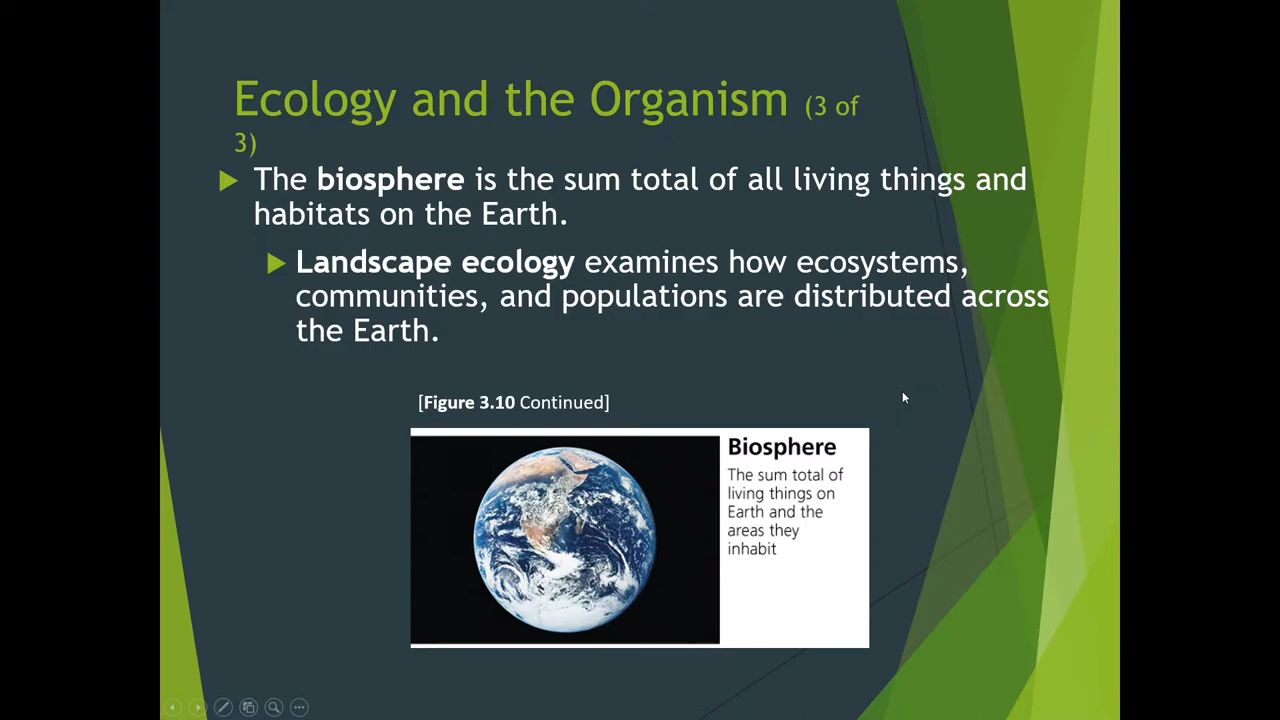 Ecology and the Organism (3 of
3)
The biosphere is the sum total of all living things and
habitats on the Earth.
Landscape ecology examines how ecosystems,
communities, and populations are distributed across
the Earth.
[Figure 3.10 Continued]
Biosphere
The sum total of
living things on
Earth and the
areas they
inhabit